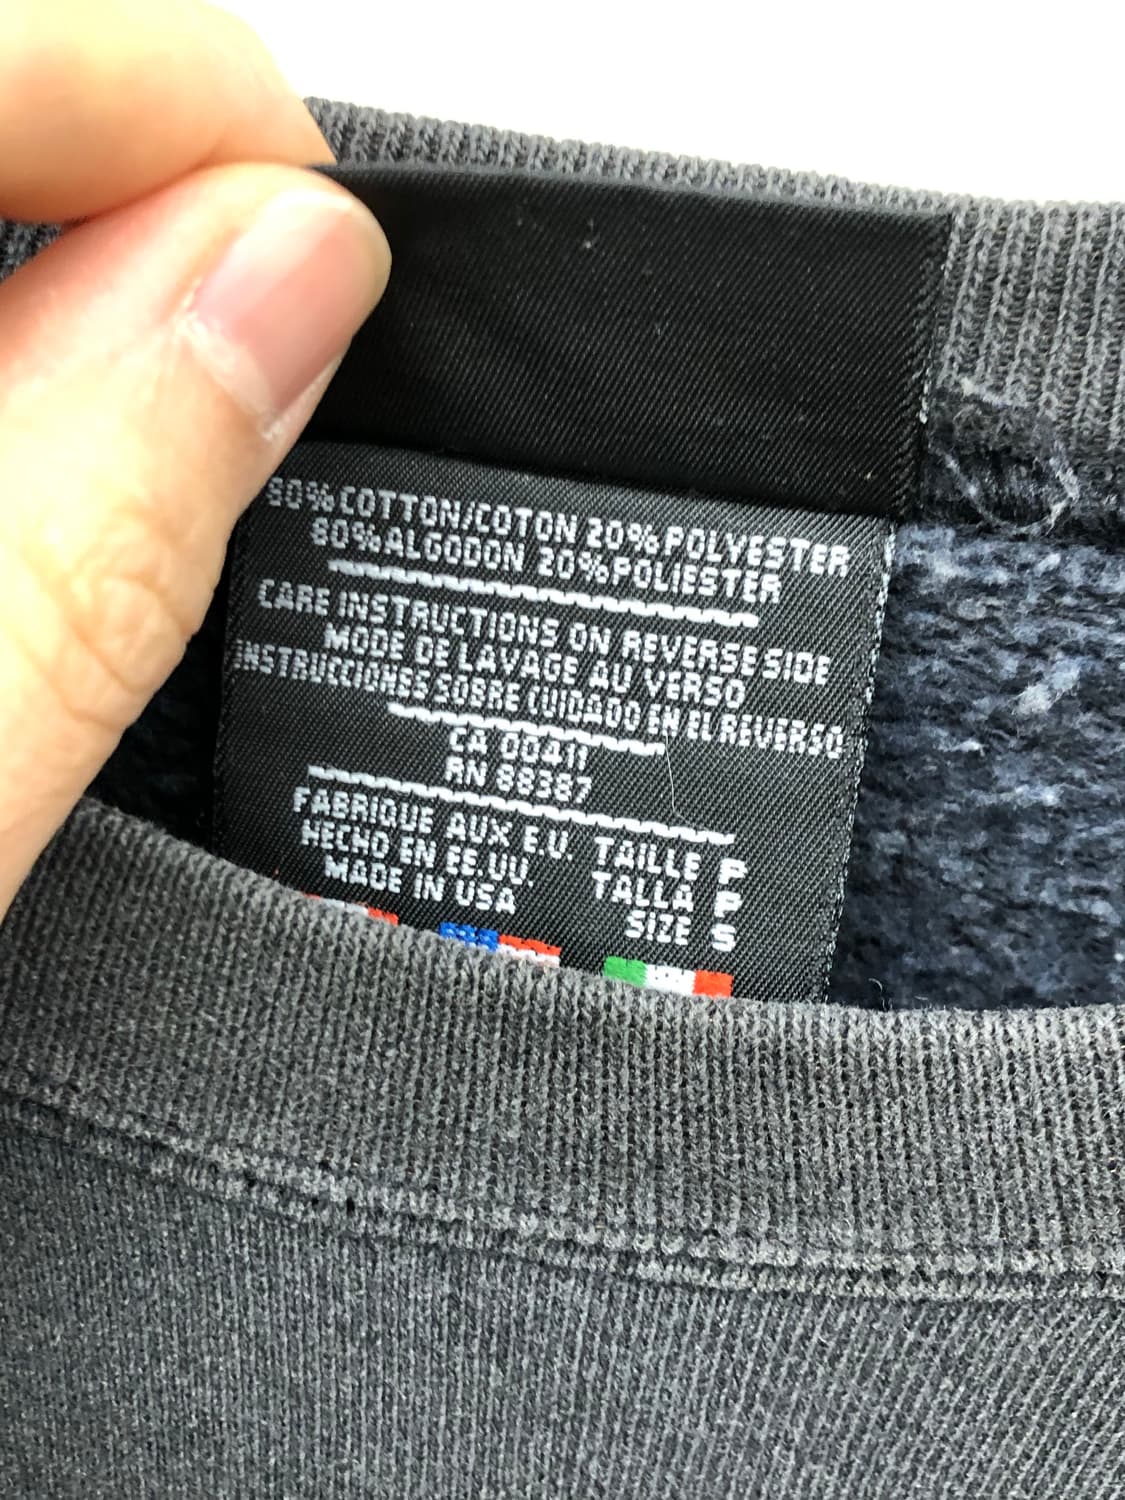 80% COTTON/COTON 20% POLYESTER
80% ALGODON 20% POLIESTER
CARE INSTRUCTIONS ON REVERSE SIDE
MODE DE LAVAGE AU VERSO
INSTRUCCIONES SOBRE CUIDADO EN EL REVERSO
CA 00411
RN 88387
FABRIQUE AUX E.U.
HECHO EN EE.UU.
MADE IN USA
TAILLE P
TALLA P
SIZE S